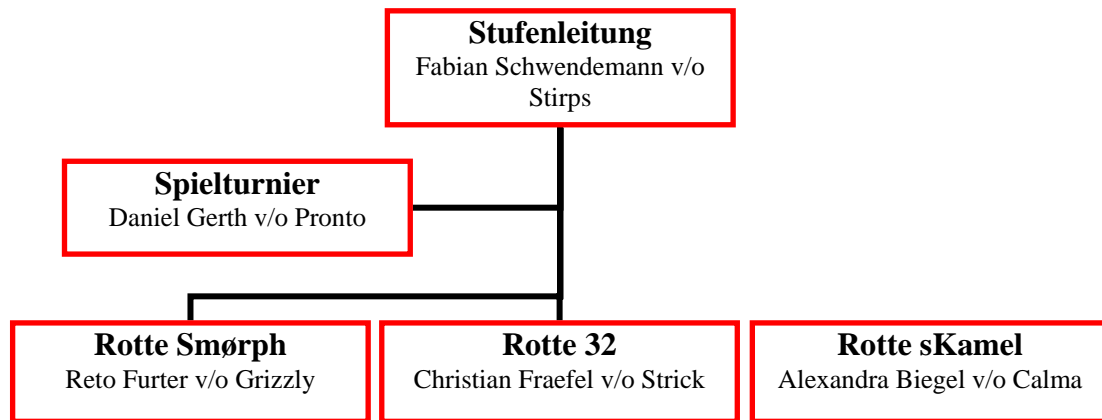 Stufenleitung
Fabian Schwendemann v/o
Stirps
Spielturnier
Daniel Gerth v/o Pronto
Rotte Smørph
Reto Furter v/o Grizzly
Rotte 32
Christian Fraefel v/o Strick
Rotte sKamel
Alexandra Biegel v/o Calma